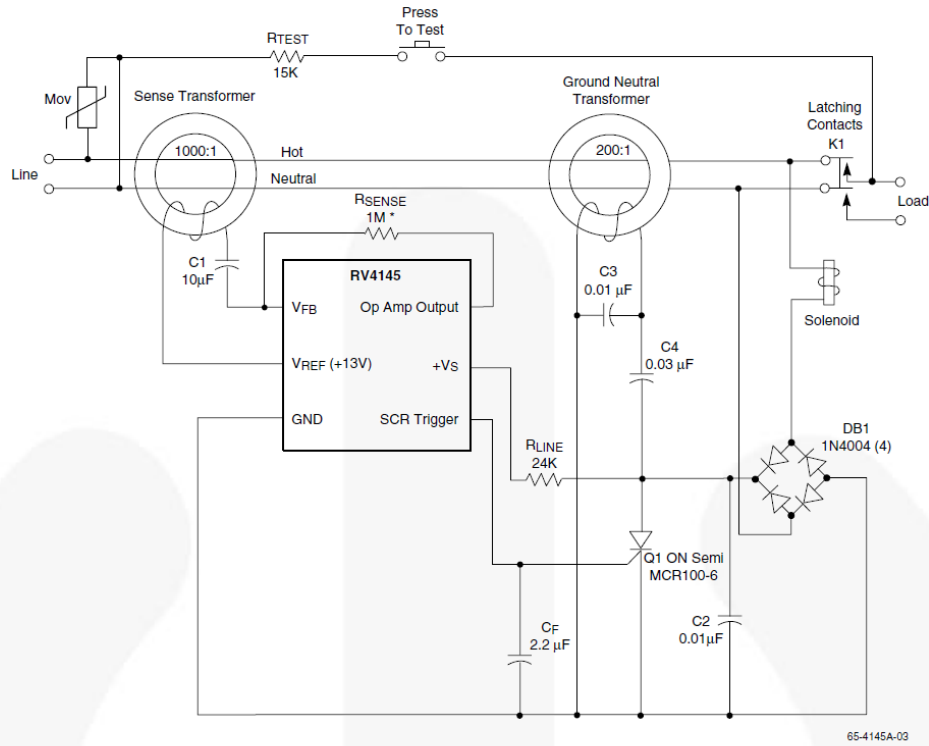 Press
To Test
RTEST
15K
Mov
Sense Transformer
Ground Neutral
Transformer
Latching
Contacts
K1
1000:1
Hot
200:1
Line
Neutral
Load
RSENSE
1M *
C1
10µF
RV4145
VFB
Op Amp Output
C3
0.01 µF
Solenoid
VREF (+13V)
+VS
C4
0.03 µF
GND
SCR Trigger
RLINE
24K
DB1
1N4004 (4)
Q1 ON Semi
MCR100-6
CF
2.2 µF
C2
0.01µF
65-4145A-03